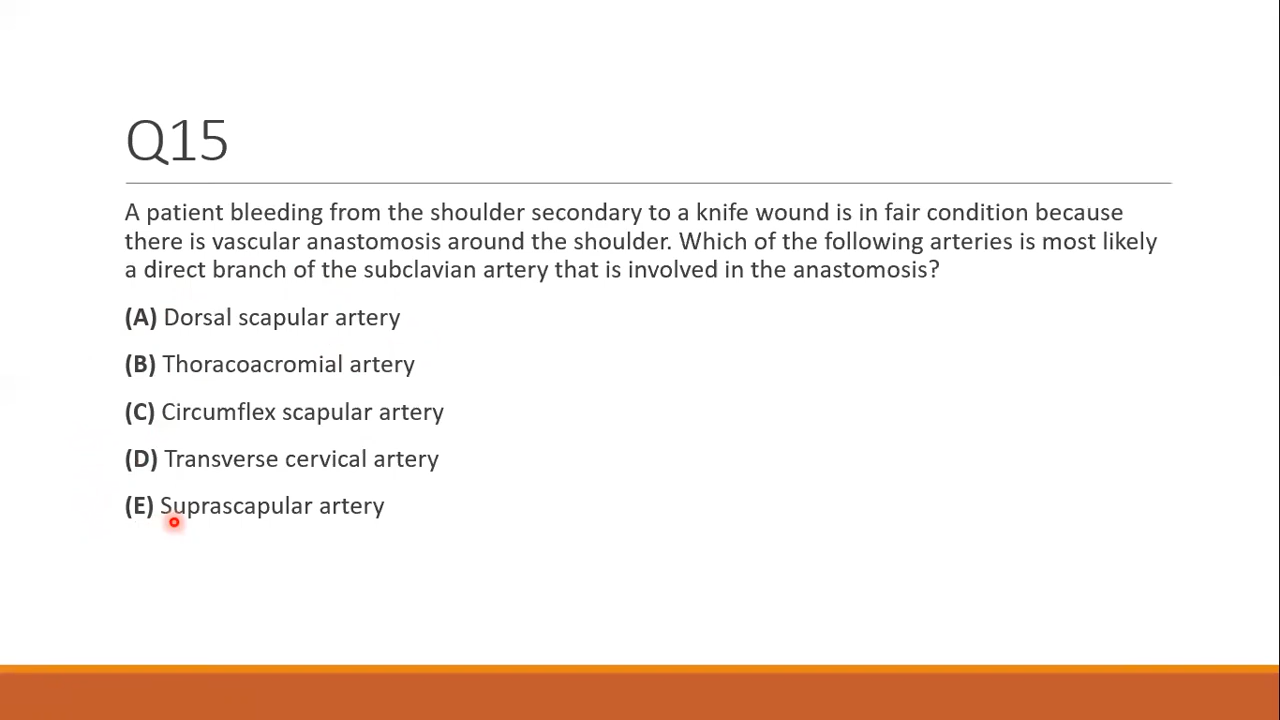 Q15
A patient bleeding from the shoulder secondary to a knife wound is in fair condition because
there is vascular anastomosis around the shoulder. Which of the following arteries is most likely
a direct branch of the subclavian artery that is involved in the anastomosis?
(A) Dorsal scapular artery
(B) Thoracoacromial artery
(C) Circumflex scapular artery
(D) Transverse cervical artery
(E) Suprascapular artery